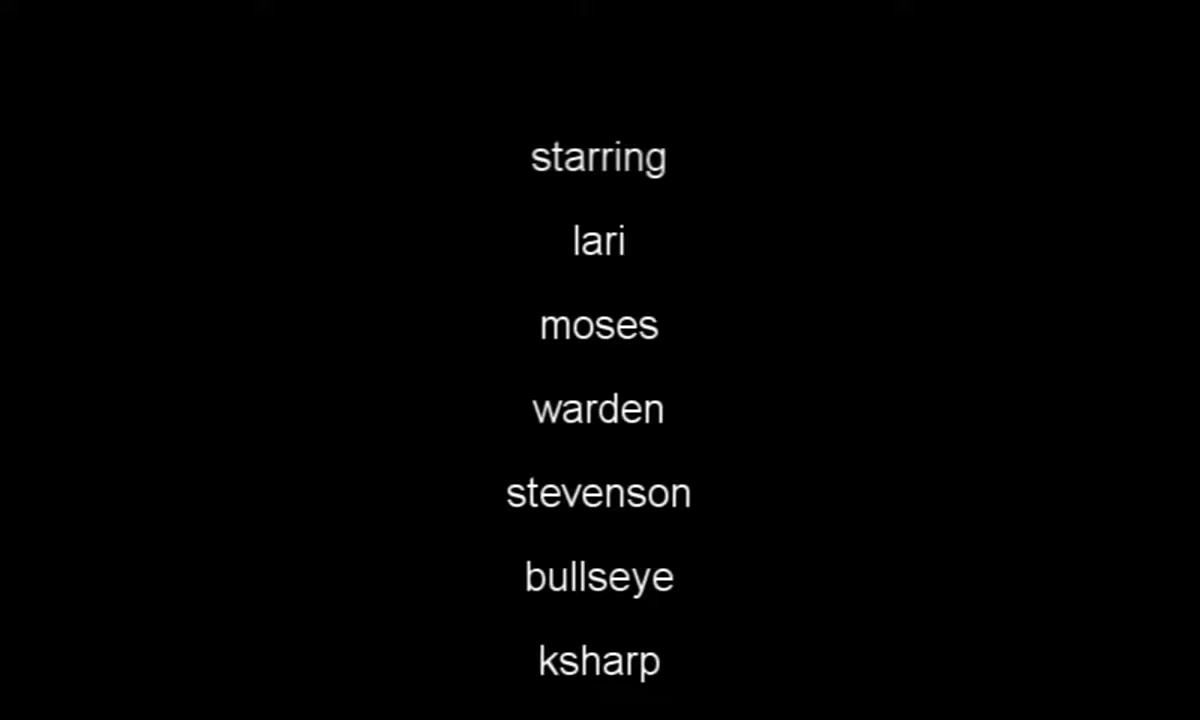 starring
lari
moses
warden
stevenson
bullseye
ksharp